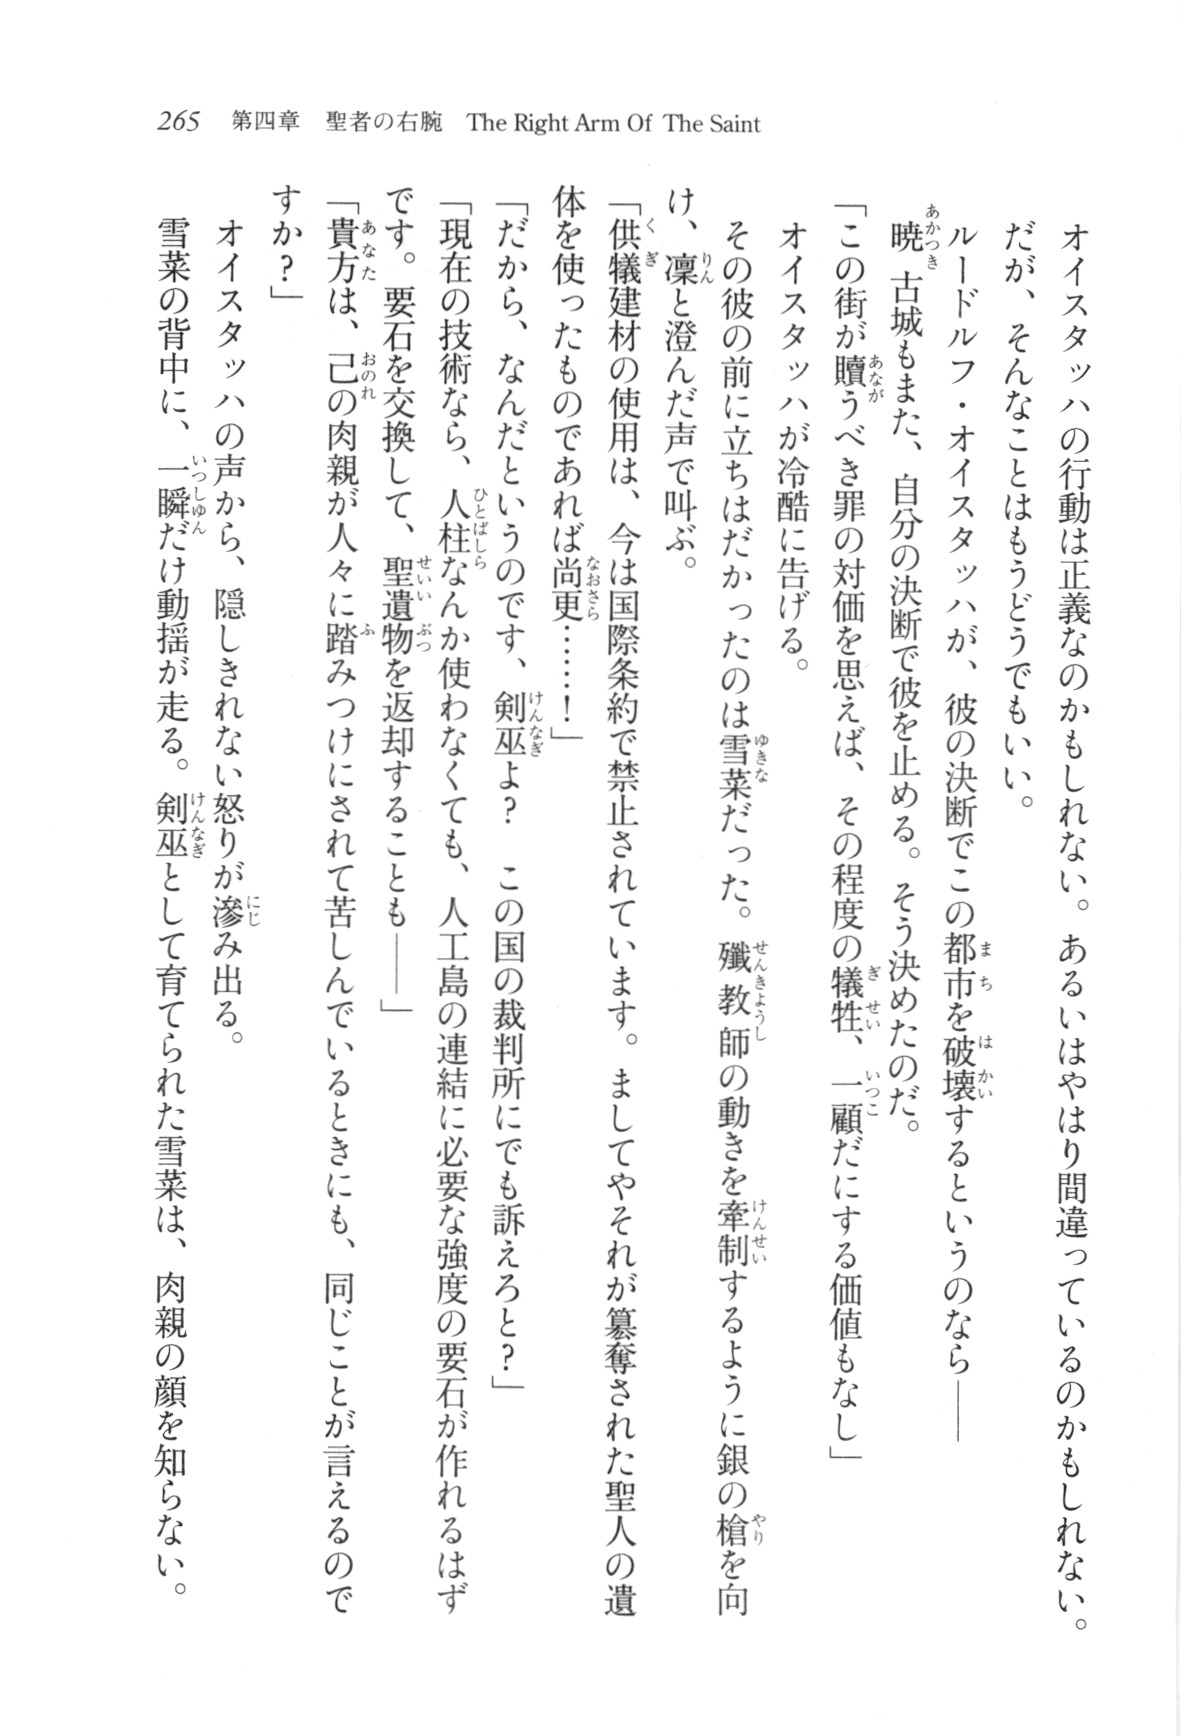 265　第四章　聖者の右腕　The Right Arm Of The Saint
　オイスタッハの行動は正義なのかもしれない。あるいはやはり間違っているのかもしれない。
　だが、そんなことはもうどうでもいい。
　ルードルフ・オイスタッハが、彼の決断でこの都市を破壊するというのなら——
　暁古城もまた、自分の決断で彼を止める。そう決めたのだ。
「この街が贖うべき罪の対価を思えば、その程度の犠牲、一顧だにする価値もなし」
　オイスタッハが冷酷に告げる。
　その彼の前に立ちはだかったのは雪菜だった。殲教師の動きを牽制するように銀の槍を向
け、凜と澄んだ声で叫ぶ。
「供犠建材の使用は、今は国際条約で禁止されています。ましてやそれが簒奪された聖人の遺
体を使ったものであれば尚更……！」
「だから、なんだというのです、剣巫よ？　この国の裁判所にでも訴えろと？」
「現在の技術なら、人柱なんか使わなくても、人工島の連結に必要な強度の要石が作れるはず
です。要石を交換して、聖遺物を返却することも——」
「貴方は、己の肉親が人々に踏みつけにされて苦しんでいるときにも、同じことが言えるので
すか？」
　オイスタッハの声から、隠しきれない怒りが滲み出る。
　雪菜の背中に、一瞬だけ動揺が走る。剣巫として育てられた雪菜は、肉親の顔を知らない。